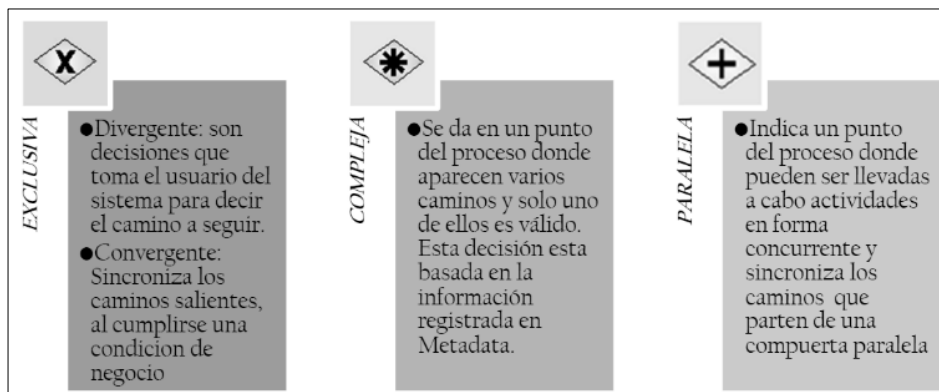 X
EXCLUSIVA
●Divergente: son
decisiones que
toma el usuario del
sistema para decir
el camino a seguir.
●Convergente:
Sincroniza los
caminos salientes,
al cumplirse una
condicion de
negocio
COMPLEJA
●Se da en un punto
del proceso donde
aparecen varios
caminos y solo uno
de ellos es válido.
Esta decisión esta
basada en la
información
registrada en
Metadata.
PARALELA
●Indica un punto
del proceso donde
pueden ser llevadas
a cabo actividades
en forma
concurrente y
sincroniza los
caminos que
parten de una
compuerta paralela